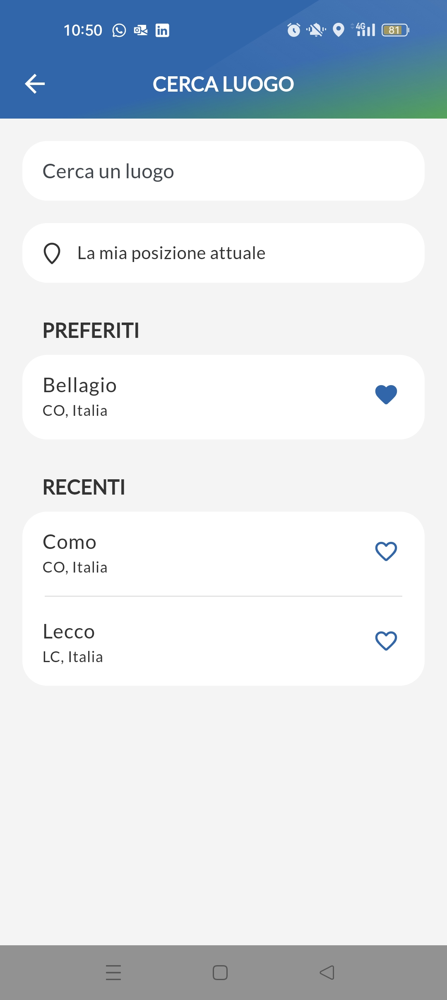 10:50
4G
81
CERCA LUOGO
Cerca un luogo
La mia posizione attuale
PREFERITI
Bellagio
CO, Italia
RECENTI
Como
CO, Italia
Lecco
LC, Italia